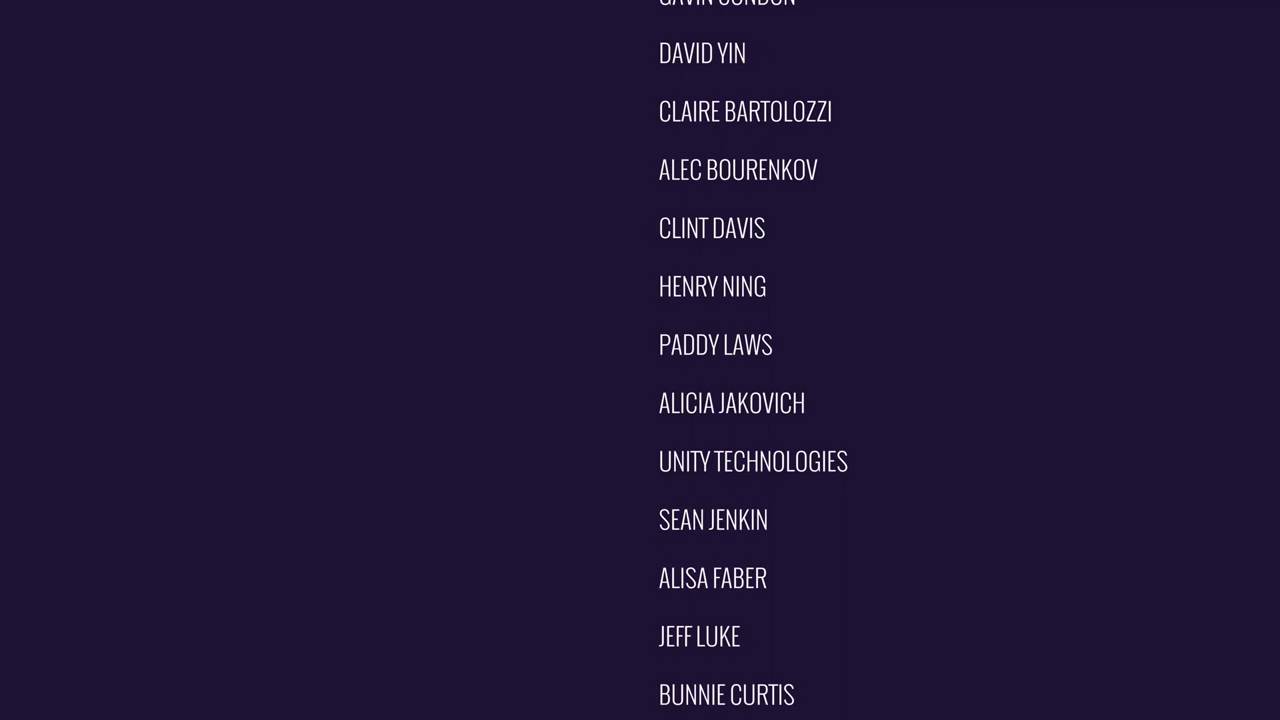 DAVID YIN
CLAIRE BARTOLOZZI
ALEC BOURENKOV
CLINT DAVIS
HENRY NING
PADDY LAWS
ALICIA JAKOVICH
UNITY TECHNOLOGIES
SEAN JENKIN
ALISA FABER
JEFF LUKE
BUNNIE CURTIS